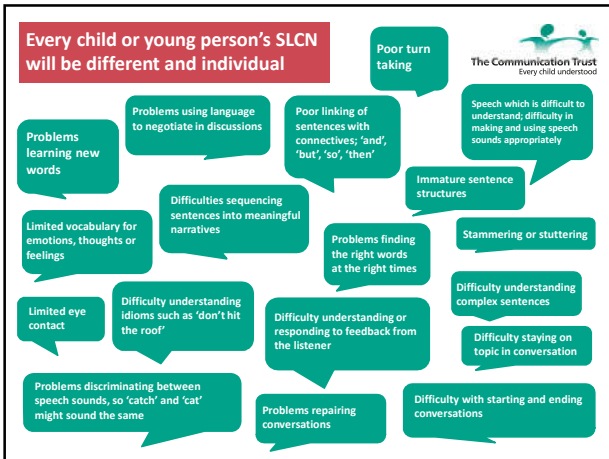 Every child or young person's SLCN
will be different and individual
Poor turn
taking
The Communication Trust
Every child understood
Problems using language
to negotiate in discussions
Poor linking of
sentences with
connectives; 'and',
'but', 'so', 'then'
Speech which is difficult to
understand; difficulty in
making and using speech
sounds appropriately
Problems
learning new
words
Immature sentence
structures
Difficulties sequencing
sentences into meaningful
narratives
Limited vocabulary for
emotions, thoughts or
feelings
Problems finding
the right words
at the right times
Stammering or stuttering
Difficulty understanding
complex sentences
Limited eye
contact
Difficulty understanding
idioms such as 'don't hit
the roof'
Difficulty understanding or
responding to feedback from
the listener
Difficulty staying on
topic in conversation
Problems discriminating between
speech sounds, so 'catch' and 'cat'
might sound the same
Problems repairing
conversations
Difficulty with starting and ending
conversations